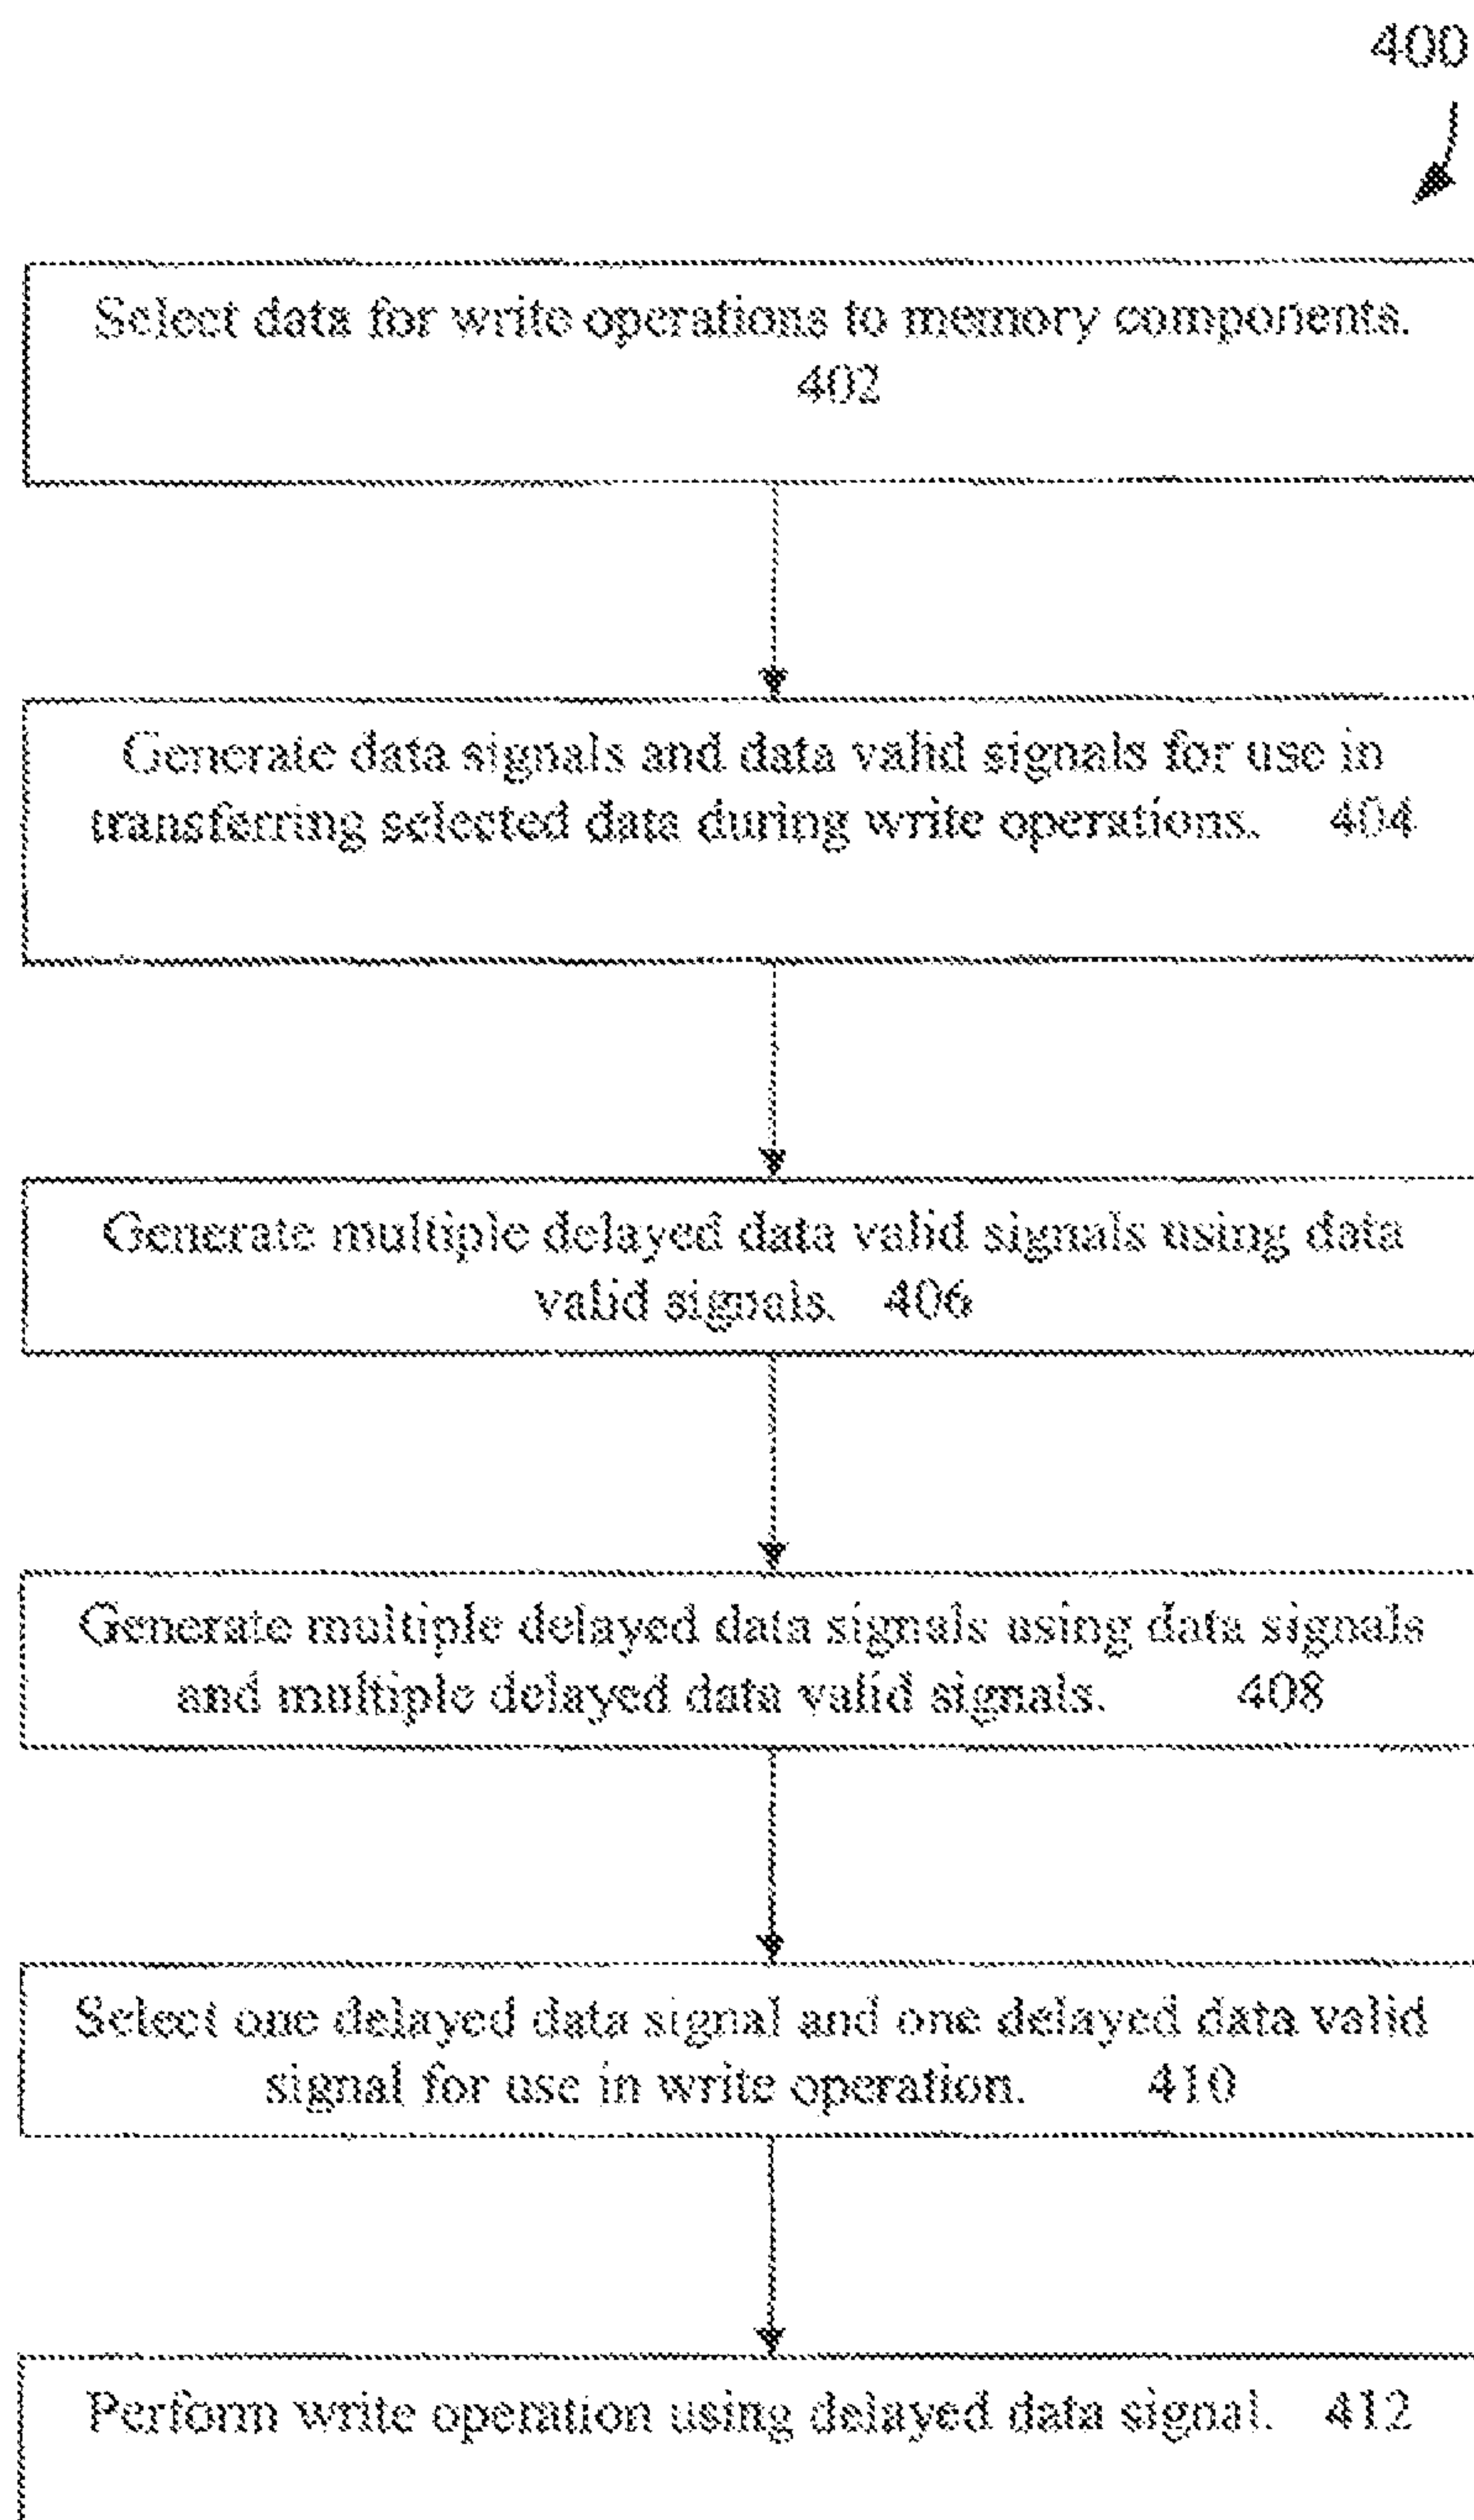 400
Select data for write operations to memory components.
402
Generate data signals and data valid signals for use in
transferring selected data during write operations. 404
Generate multiple delayed data valid signals using data
valid signals. 406
Generate multiple delayed data signals using data signals
and multiple delayed data valid signals. 408
Select one delayed data signal and one delayed data valid
signal for use in write operation. 410
Perform write operation using delayed data signal. 412